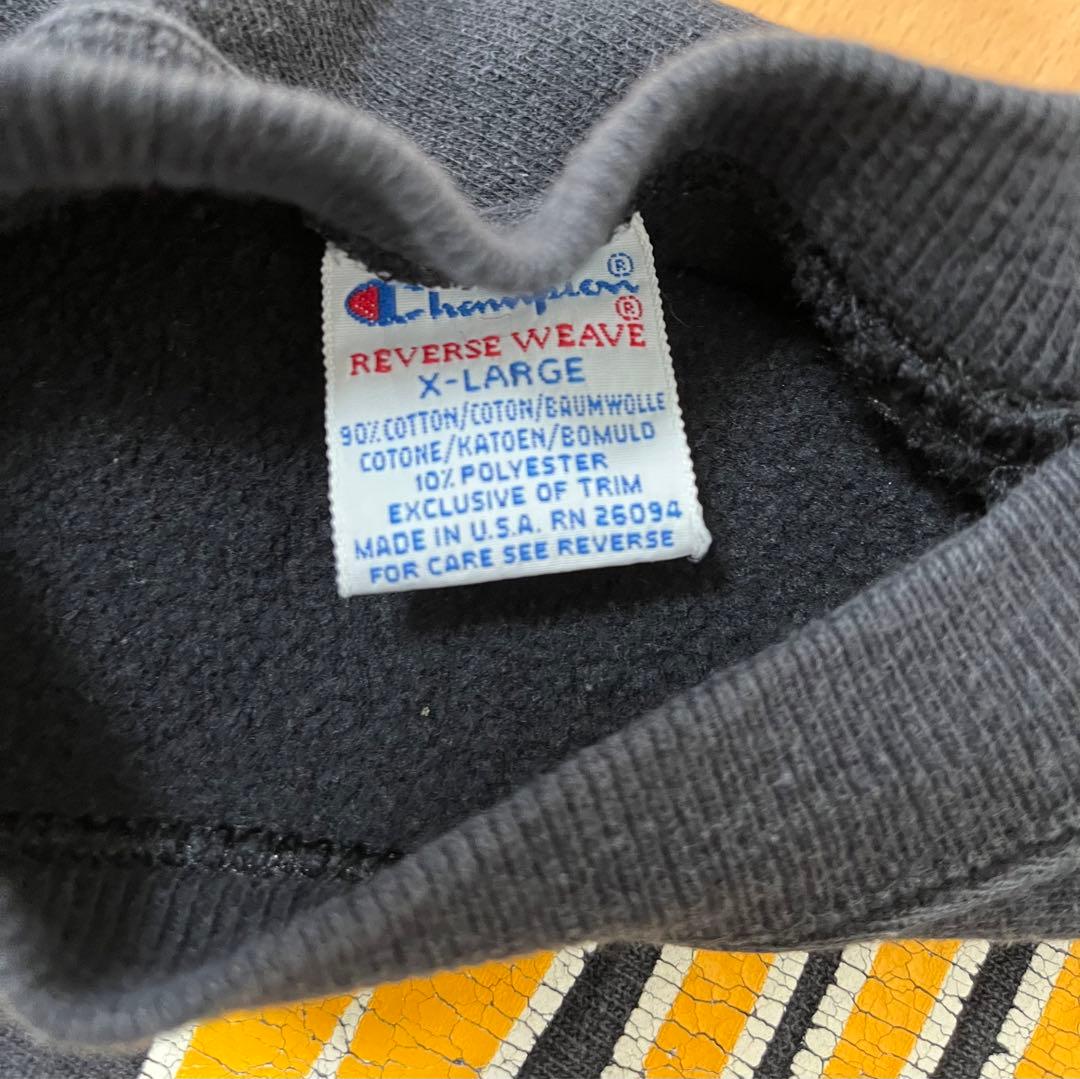 Champion®
REVERSE WEAVE®
X-LARGE
90% COTTON/COTON/BAUMWOLLE
COTONE/KATOEN/BOMULD
10% POLYESTER
EXCLUSIVE OF TRIM
MADE IN U.S.A. RN 26094
FOR CARE SEE REVERSE